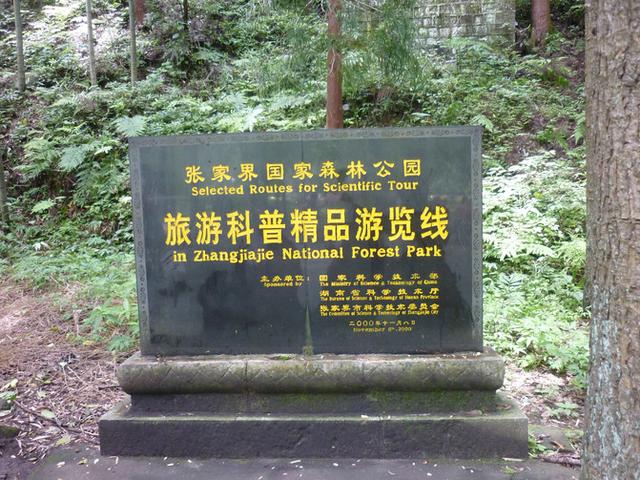 张家界国家森林公园
Selected Routes for Scientific Tour
旅游科普精品游览线
in Zhangjiajie National Forest Park
主办单位： 国家科学技术部
Sponsored by The Ministry of Science & Technology of China
湖南省科学技术厅
The Bureau of Science & Technology of Hunan Province
张家界市科学技术委员会
The Committee of Science & Technology of Zhangjiajie City
二〇〇〇年十一月八日
November 8th, 2000